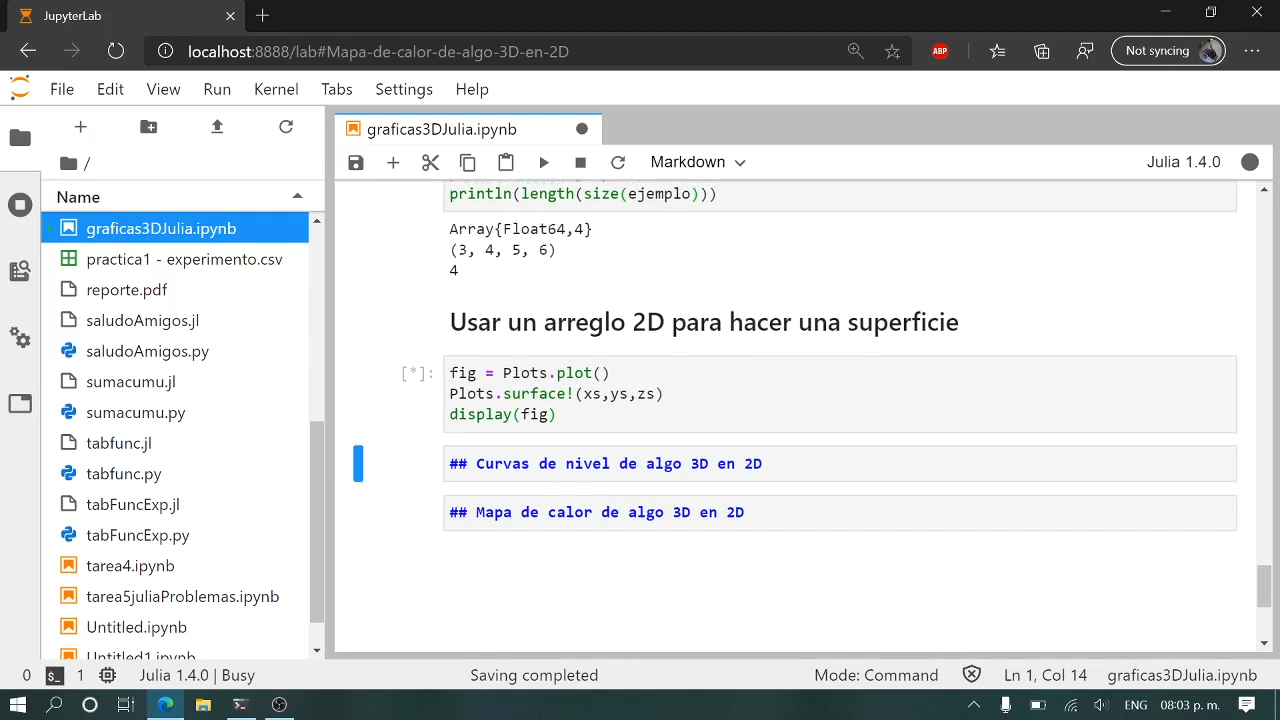 JupyterLab
localhost:8888/lab#Mapa-de-calor-de-algo-3D-en-2D
ABP
Not syncing
File Edit View Run Kernel Tabs Settings Help
graficas3DJulia.ipynb
/
Markdown
Julia 1.4.0
Name
graficas3DJulia.ipynb
practica1 - experimento.csv
reporte.pdf
saludoAmigos.jl
saludoAmigos.py
sumacumu.jl
sumacumu.py
tabfunc.jl
tabfunc.py
tabFuncExp.jl
tabFuncExp.py
tarea4.ipynb
tarea5juliaProblemas.ipynb
Untitled.ipynb
Untitled1.ipynb
println(length(size(ejemplo)))
Array{Float64,4}
(3, 4, 5, 6)
4
Usar un arreglo 2D para hacer una superficie
[*]:
fig = Plots.plot()
Plots.surface!(xs,ys,zs)
display(fig)
## Curvas de nivel de algo 3D en 2D
## Mapa de calor de algo 3D en 2D
0 $_ 1 Julia 1.4.0 | Busy Saving completed Mode: Command Ln 1, Col 14 graficas3DJulia.ipynb
ENG 08:03 p. m.